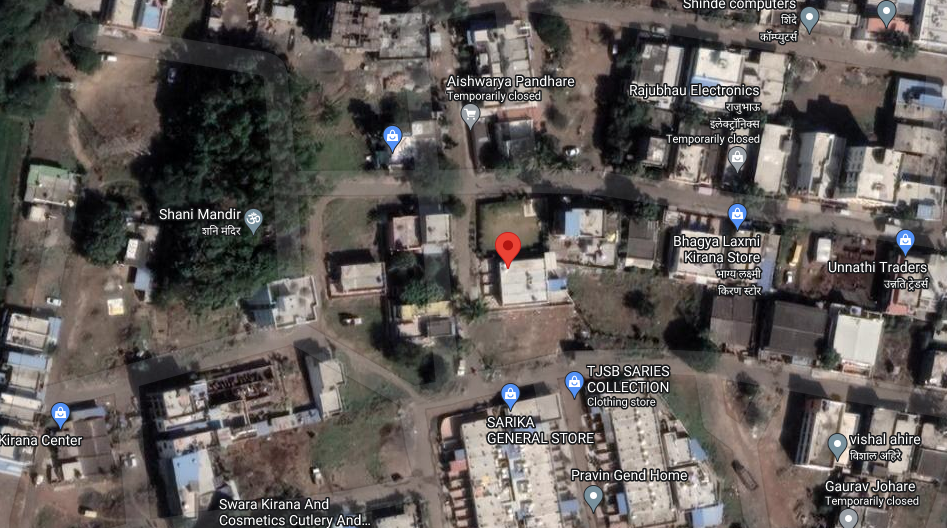 Shinde computers
शिंदे
कॉम्प्युटर्स
Aishwarya Pandhare
Temporarily closed
Rajubhau Electronics
राजुभाऊ
इलेक्ट्रॉनिक्स
Temporarily closed
Shani Mandir
शनि मंदिर
Bhagya Laxmi
Kirana Store
भाग्य लक्ष्मी
किरण स्टोर
Unnathi Traders
उन्नति ट्रेडर्स
TJSB SARIES
COLLECTION
Clothing store
SARIKA
GENERAL STORE
Kirana Center
vishal ahire
विशाल अहिरे
Pravin Gend Home
Gaurav Johare
Temporarily closed
Swara Kirana And
Cosmetics Cutlery And...